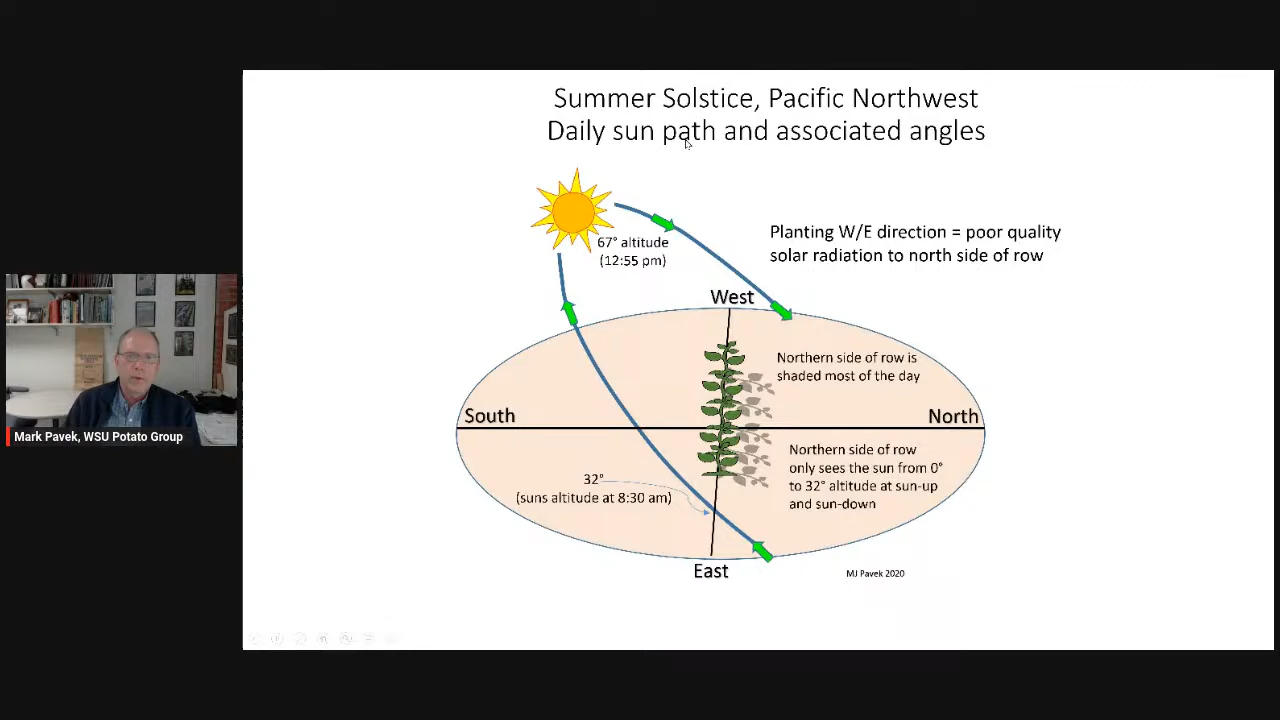 Summer Solstice, Pacific Northwest
Daily sun path and associated angles
67° altitude
(12:55 pm)
Planting W/E direction = poor quality
solar radiation to north side of row
West
Northern side of row is
shaded most of the day
South
North
Northern side of row
only sees the sun from 0°
to 32° altitude at sun-up
and sun-down
32°
(suns altitude at 8:30 am)
East
MJ Pavek 2020
Mark Pavek, WSU Potato Group